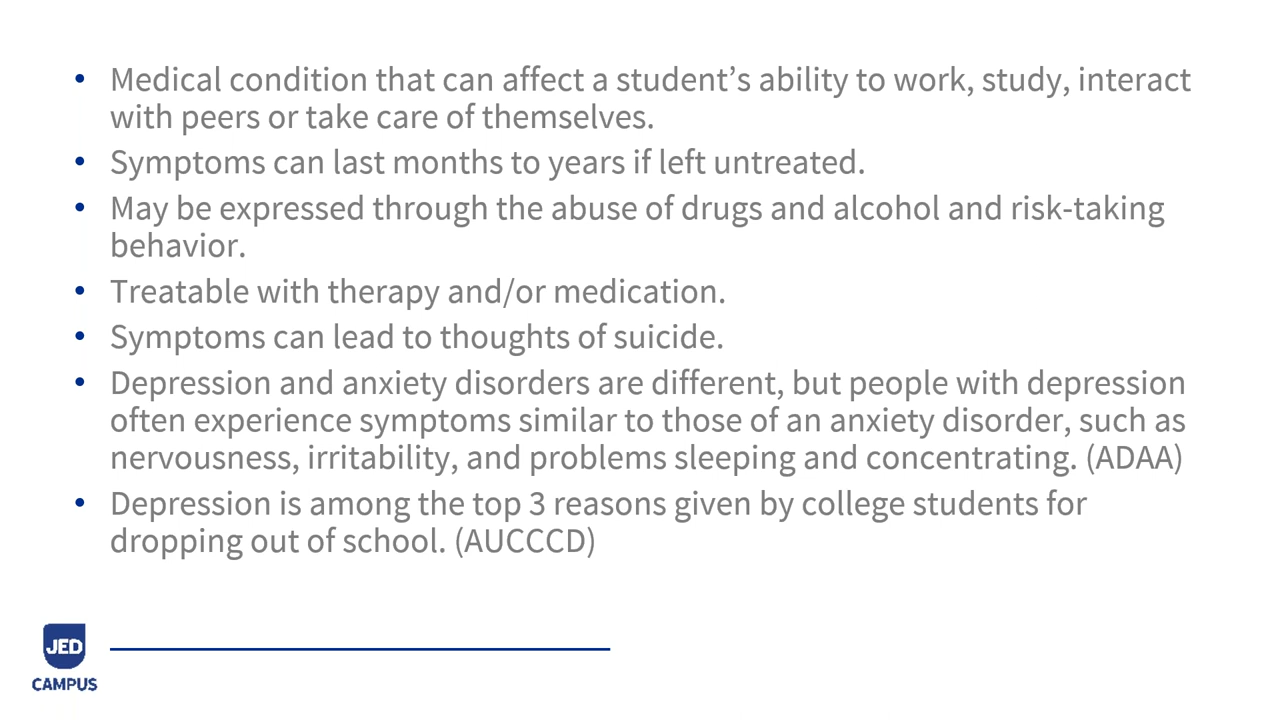 • Medical condition that can affect a student’s ability to work, study, interact
with peers or take care of themselves.
• Symptoms can last months to years if left untreated.
• May be expressed through the abuse of drugs and alcohol and risk-taking
behavior.
• Treatable with therapy and/or medication.
• Symptoms can lead to thoughts of suicide.
• Depression and anxiety disorders are different, but people with depression
often experience symptoms similar to those of an anxiety disorder, such as
nervousness, irritability, and problems sleeping and concentrating. (ADAA)
• Depression is among the top 3 reasons given by college students for
dropping out of school. (AUCCCD)
JED
CAMPUS